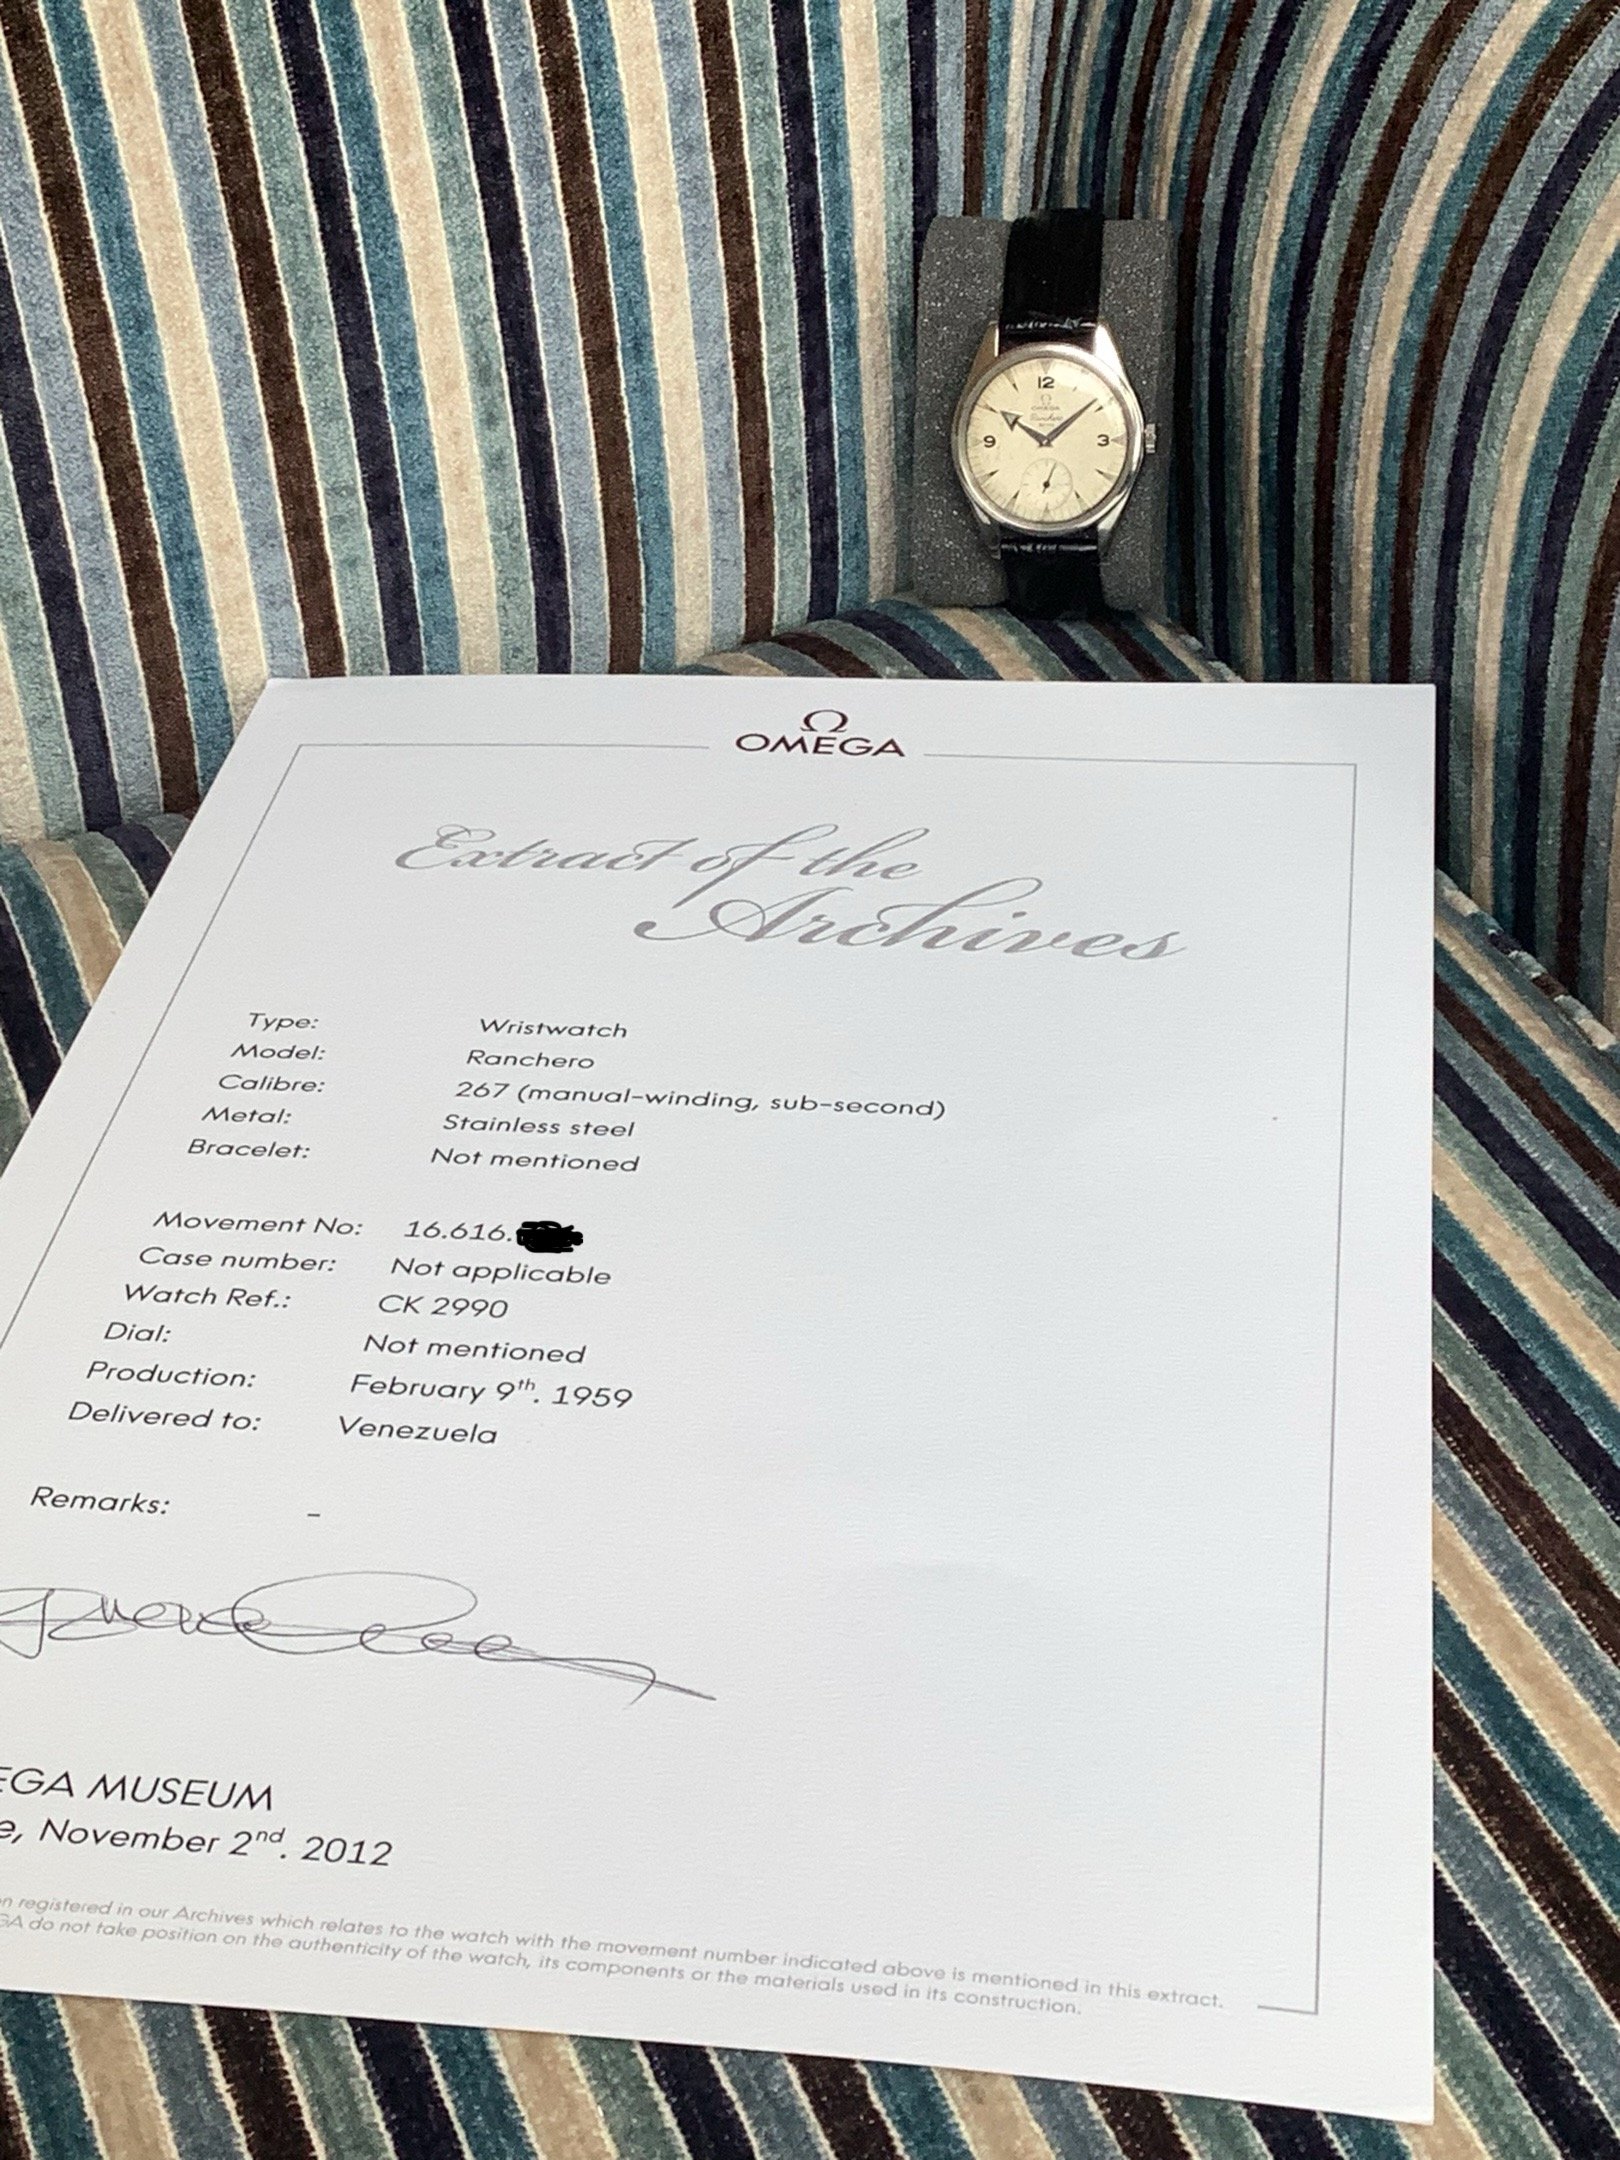 12
Ω
OMEGA
Ranchero
9
3
Ω
OMEGA
Extract of the
Archives
Type: Wristwatch
Model: Ranchero
Calibre: 267 (manual-winding, sub-second)
Metal: Stainless steel
Bracelet: Not mentioned
Movement No: 16.616.
Case number: Not applicable
Watch Ref.: CK 2990
Dial: Not mentioned
Production: February 9th. 1959
Delivered to: Venezuela
Remarks: –
EGA MUSEUM
e, November 2nd. 2012
n registered in our Archives which relates to the watch with the movement number indicated above is mentioned in this extract.
GA do not take position on the authenticity of the watch, its components or the materials used in its construction.